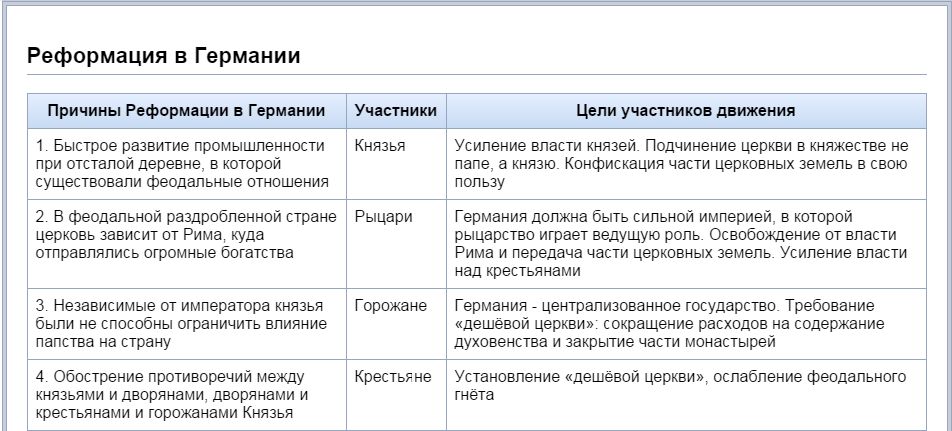 Реформация в Германии
Причины Реформации в Германии
Участники
Цели участников движения
1. Быстрое развитие промышленности
при отсталой деревне, в которой
существовали феодальные отношения
Князья
Усиление власти князей. Подчинение церкви в княжестве не
папе, а князю. Конфискация части церковных земель в свою
пользу
2. В феодальной раздробленной стране
церковь зависит от Рима, куда
отправлялись огромные богатства
Рыцари
Германия должна быть сильной империей, в которой
рыцарство играет ведущую роль. Освобождение от власти
Рима и передача части церковных земель. Усиление власти
над крестьянами
3. Независимые от императора князья
были не способны ограничить влияние
папства на страну
Горожане
Германия - централизованное государство. Требование
«дешёвой церкви»: сокращение расходов на содержание
духовенства и закрытие части монастырей
4. Обострение противоречий между
князьями и дворянами, дворянами и
крестьянами и горожанами Князья
Крестьяне
Установление «дешёвой церкви», ослабление феодального
гнёта